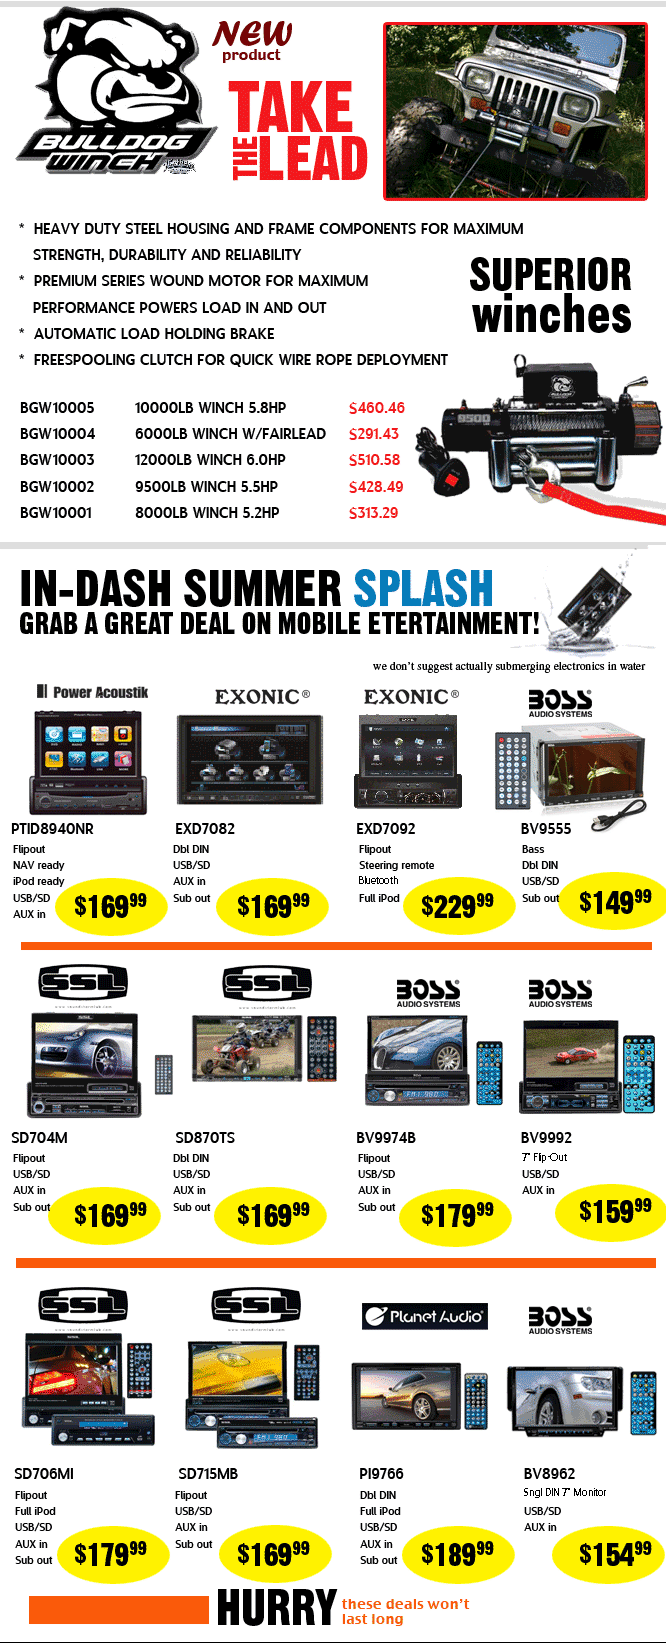 NEW
product
TAKE
THE LEAD
BULLDOG
WINCH
* HEAVY DUTY STEEL HOUSING AND FRAME COMPONENTS FOR MAXIMUM
STRENGTH, DURABILITY AND RELIABILITY
* PREMIUM SERIES WOUND MOTOR FOR MAXIMUM
PERFORMANCE POWERS LOAD IN AND OUT
* AUTOMATIC LOAD HOLDING BRAKE
* FREESPOOLING CLUTCH FOR QUICK WIRE ROPE DEPLOYMENT
SUPERIOR
winches
BULLDOG
9500
BGW10005 10000LB WINCH 5.8HP $460.46
BGW10004 6000LB WINCH W/FAIRLEAD $291.43
BGW10003 12000LB WINCH 6.0HP $510.58
BGW10002 9500LB WINCH 5.5HP $428.49
BGW10001 8000LB WINCH 5.2HP $313.29
IN-DASH SUMMER SPLASH
GRAB A GREAT DEAL ON MOBILE ETERTAINMENT!
we don't suggest actually submerging electronics in water
Power Acoustik
PTID8940NR
Flipout
NAV ready
iPod ready
USB/SD
AUX in
$169.99
EXONIC®
EXD7082
Dbl DIN
USB/SD
AUX in
Sub out
$169.99
EXONIC®
EXD7092
Flipout
Steering remote
Bluetooth
Full iPod
$229.99
BOSS
AUDIO SYSTEMS
BV9555
Bass
Dbl DIN
USB/SD
Sub out
$149.99
SSL
SD704M
Flipout
USB/SD
AUX in
Sub out
$169.99
SSL
SD870TS
Dbl DIN
USB/SD
AUX in
Sub out
$169.99
BOSS
AUDIO SYSTEMS
BV9974B
Flipout
USB/SD
AUX in
Sub out
$179.99
BOSS
AUDIO SYSTEMS
BV9992
7" Flip-Out
USB/SD
AUX in
$159.99
SSL
SD706MI
Flipout
Full iPod
USB/SD
AUX in
Sub out
$179.99
SSL
SD715MB
Flipout
USB/SD
AUX in
Sub out
$169.99
Planet Audio
PI9766
Dbl DIN
Full iPod
USB/SD
AUX in
Sub out
$189.99
BOSS
AUDIO SYSTEMS
BV8962
Sngl DIN 7" Monitor
USB/SD
AUX in
$154.99
HURRY
these deals won't
last long